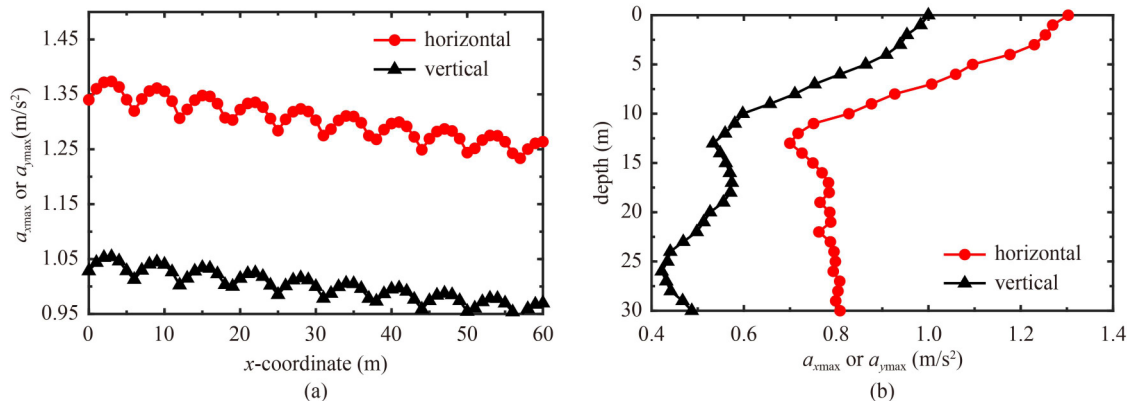 1.45
1.35
1.25
1.15
1.05
0.95
0 10 20 30 40 50 60
a_xmax or a_ymax (m/s²)
x-coordinate (m)
horizontal
vertical
(a)
0
5
10
15
20
25
30
0.4 0.6 0.8 1.0 1.2 1.4
depth (m)
a_xmax or a_ymax (m/s²)
horizontal
vertical
(b)